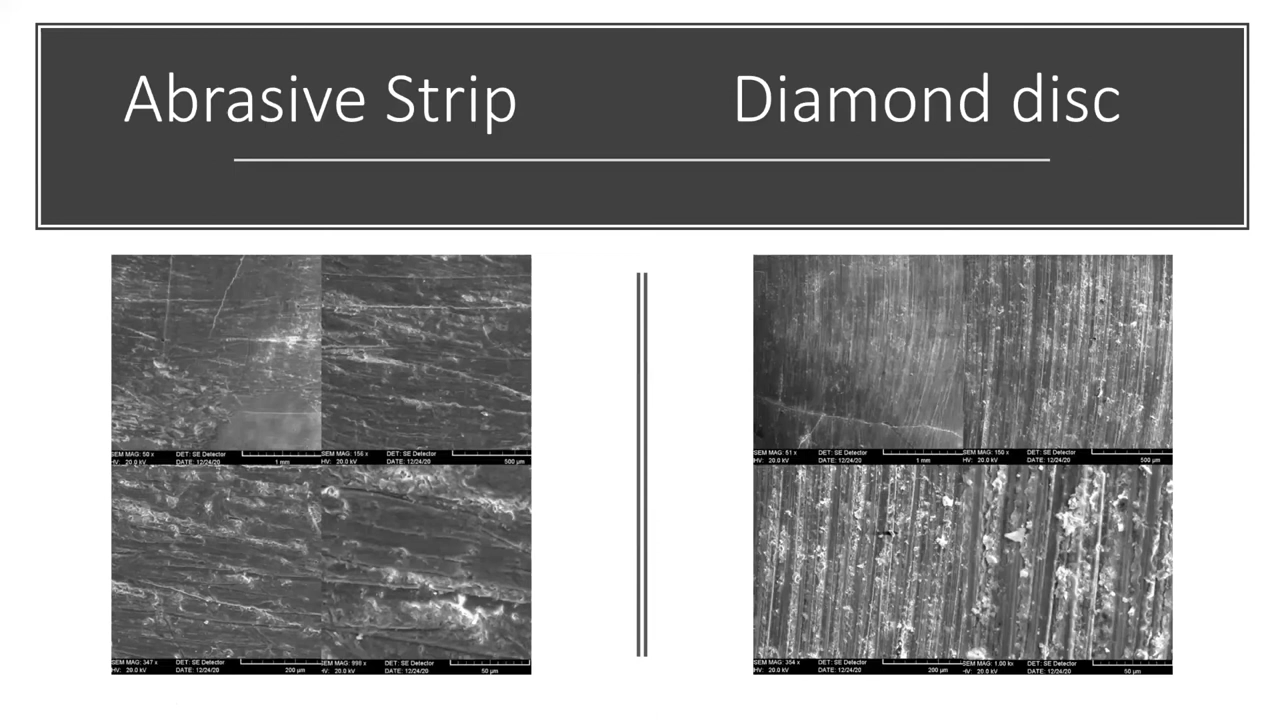 Abrasive Strip
Diamond disc
SEM MAG: 50 x DET: SE Detector
HV: 20.0 kV DATE: 12/24/20 1 mm
SEM MAG: 156 x DET: SE Detector
HV: 20.0 kV DATE: 12/24/20 500 µm
SEM MAG: 347 x DET: SE Detector
HV: 20.0 kV DATE: 12/24/20 200 µm
SEM MAG: 998 x DET: SE Detector
HV: 20.0 kV DATE: 12/24/20 50 µm
SEM MAG: 51 x DET: SE Detector
HV: 20.0 kV DATE: 12/24/20 1 mm
SEM MAG: 150 x DET: SE Detector
HV: 20.0 kV DATE: 12/24/20 500 µm
SEM MAG: 354 x DET: SE Detector
HV: 20.0 kV DATE: 12/24/20 200 µm
SEM MAG: 1.00 kx DET: SE Detector
HV: 20.0 kV DATE: 12/24/20 50 µm